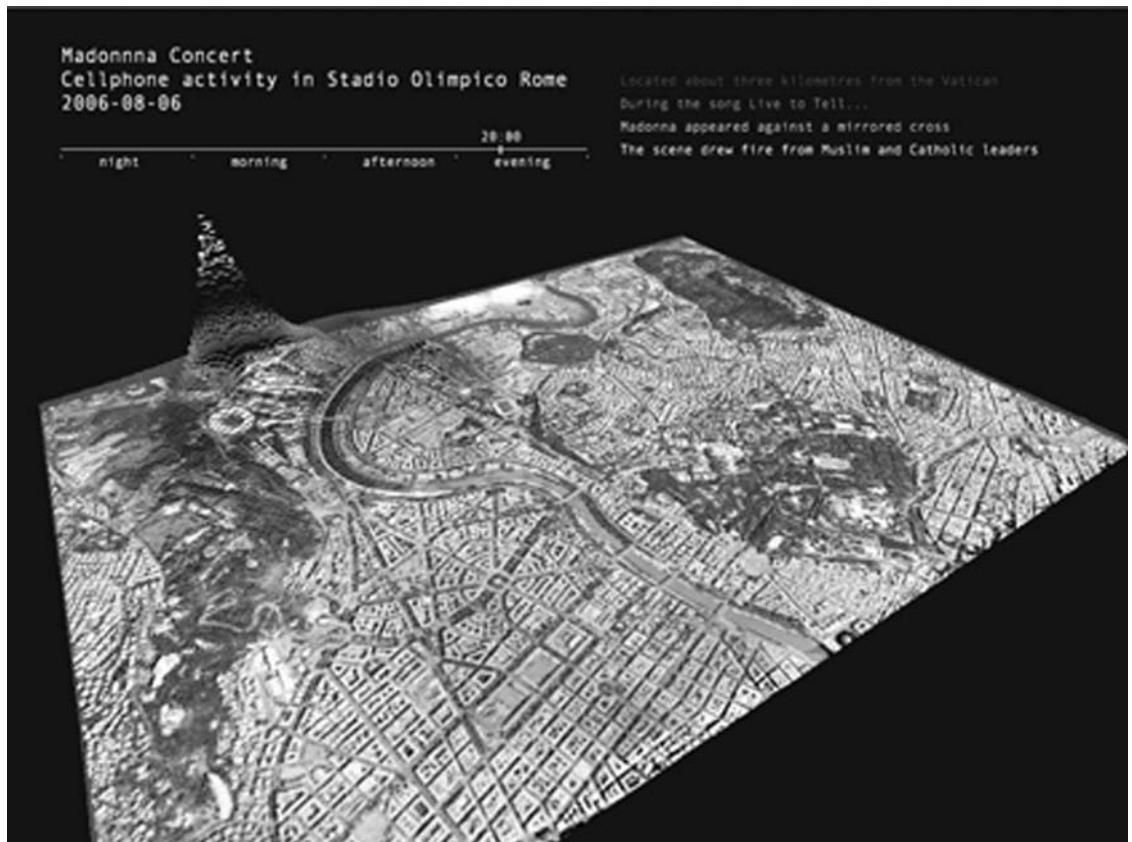 Madonnna Concert
Cellphone activity in Stadio Olimpico Rome
2006-08-06
20:00
night morning afternoon evening
Located about three kilometres from the Vatican
During the song Live to Tell...
Madonna appeared against a mirrored cross
The scene drew fire from Muslim and Catholic leaders